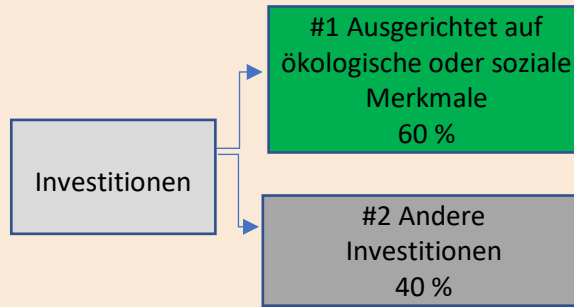 #1 Ausgerichtet auf
ökologische oder soziale
Merkmale
60 %
Investitionen
#2 Andere
Investitionen
40 %